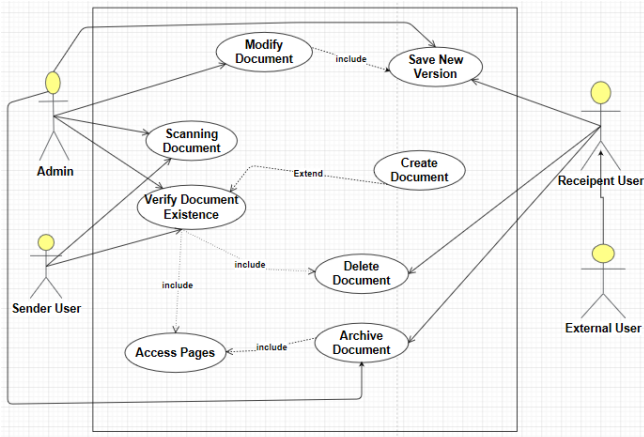 Modify
Document
include
Save New
Version
Admin
Scanning
Document
Create
Document
Extend
Receipent User
Verify Document
Existence
Sender User
include
Delete
Document
include
External User
Access Pages
include
Archive
Document